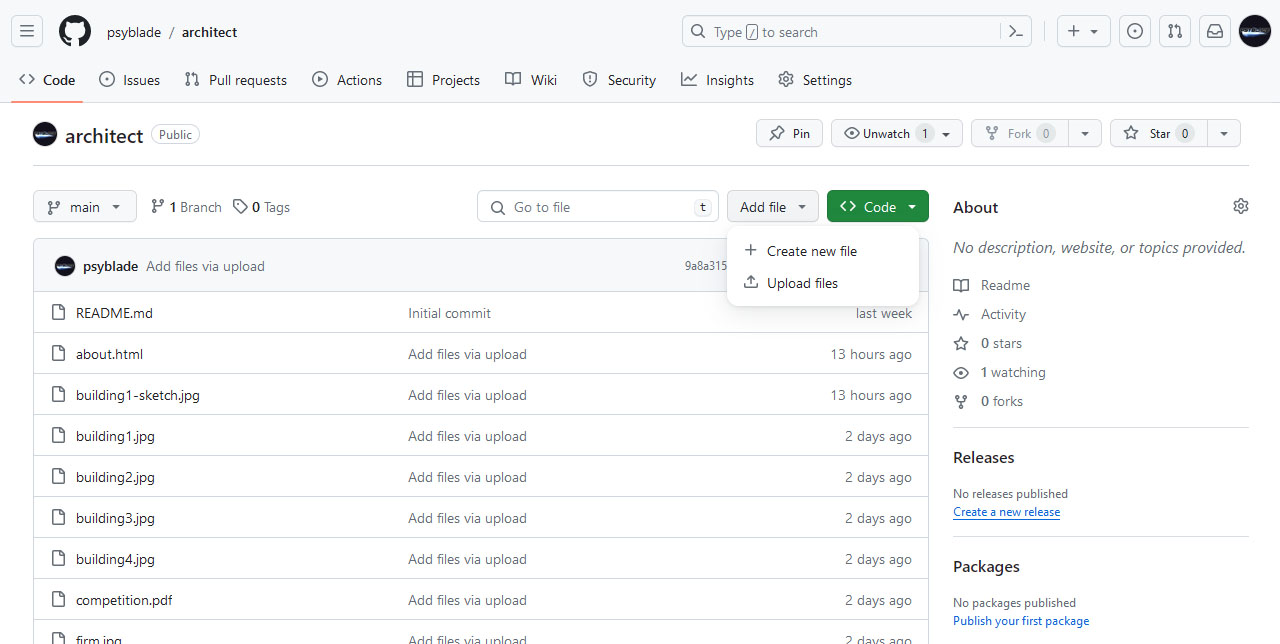 psyblade / architect
Type / to search
Code Issues Pull requests Actions Projects Wiki Security Insights Settings
architect Public
Pin Unwatch 1 Fork 0 Star 0
main 1 Branch 0 Tags Go to file t Add file Code
About
No description, website, or topics provided.
Readme
Activity
0 stars
1 watching
0 forks
Create new file
Upload files
psyblade Add files via upload 9a8a315
README.md Initial commit last week
about.html Add files via upload 13 hours ago
building1-sketch.jpg Add files via upload 13 hours ago
building1.jpg Add files via upload 2 days ago
building2.jpg Add files via upload 2 days ago
building3.jpg Add files via upload 2 days ago
building4.jpg Add files via upload 2 days ago
competition.pdf Add files via upload 2 days ago
firm.jpg Add files via upload 2 days ago
Releases
No releases published
Create a new release
Packages
No packages published
Publish your first package